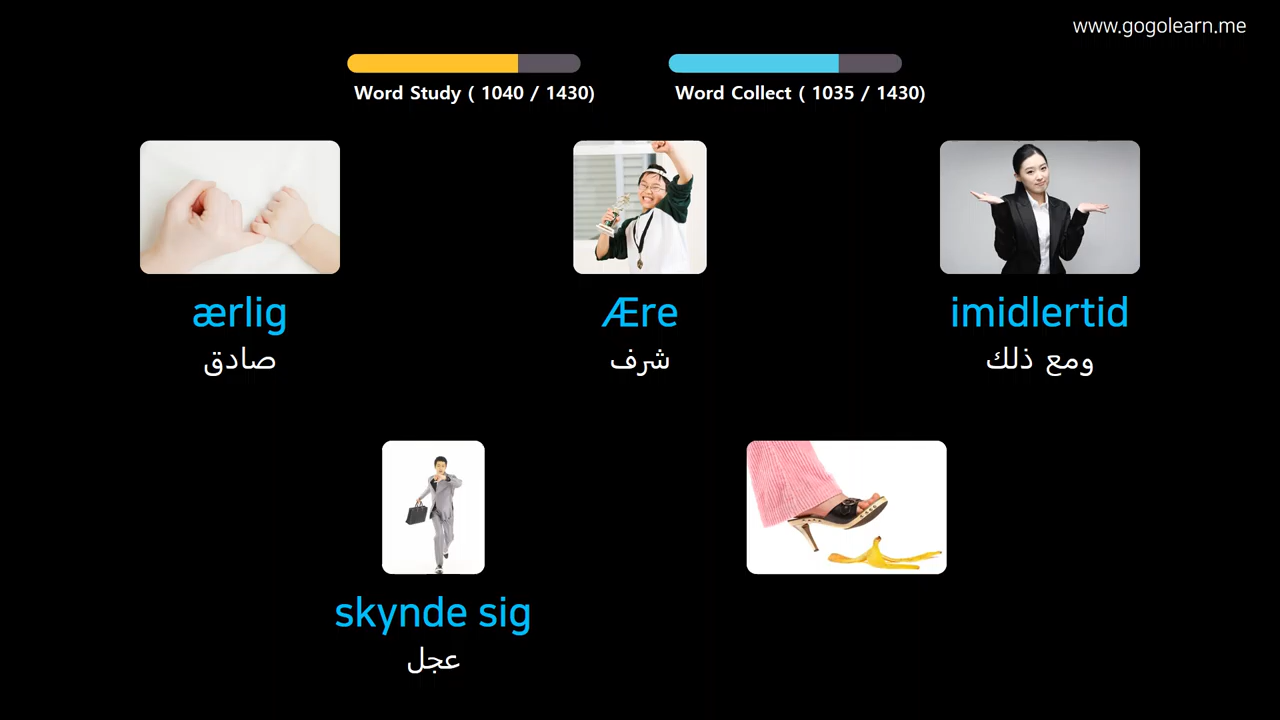 www.gogolearn.me
Word Study ( 1040 / 1430)
Word Collect ( 1035 / 1430)
ærlig
صادق
Ære
شرف
imidlertid
ومع ذلك
skynde sig
عجل